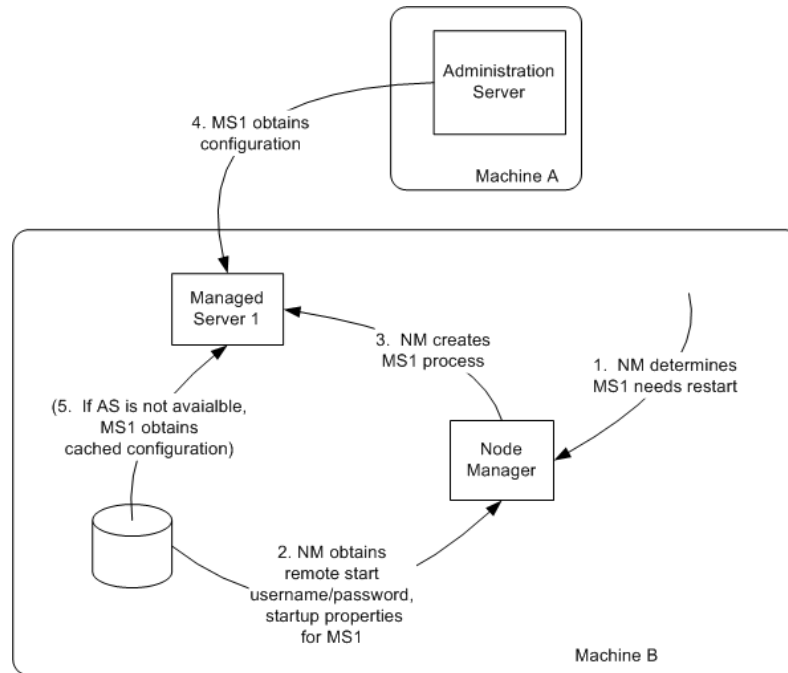 Administration
Server
Machine A
4. MS1 obtains
configuration
Managed
Server 1
3. NM creates
MS1 process
1. NM determines
MS1 needs restart
(5. If AS is not avaialble,
MS1 obtains
cached configuration)
Node
Manager
2. NM obtains
remote start
username/password,
startup properties
for MS1
Machine B